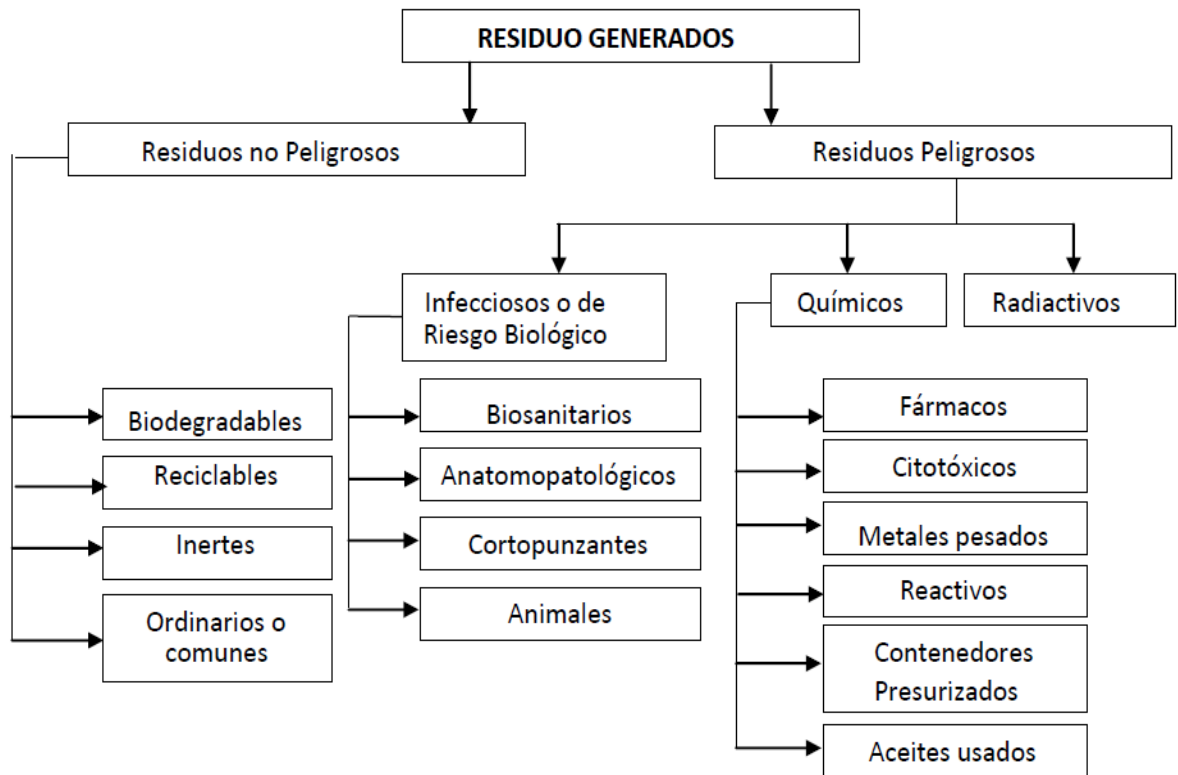 RESIDUO GENERADOS
Residuos no Peligrosos
Residuos Peligrosos
Infecciosos o de
Riesgo Biológico
Químicos
Radiactivos
Biodegradables
Reciclables
Inertes
Ordinarios o
comunes
Biosanitarios
Anatomopatológicos
Cortopunzantes
Animales
Fármacos
Citotóxicos
Metales pesados
Reactivos
Contenedores
Presurizados
Aceites usados